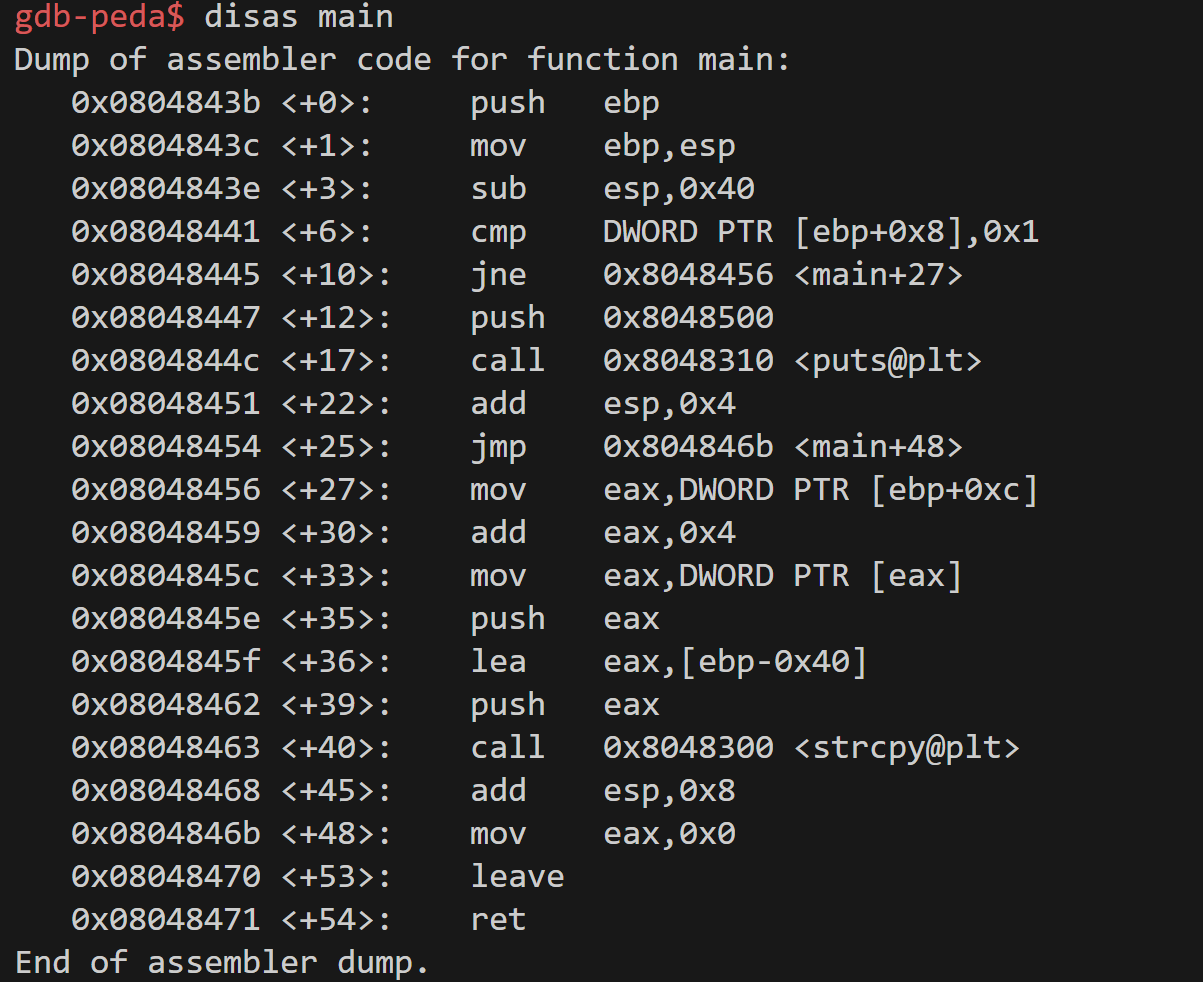 gdb-peda$ disas main
Dump of assembler code for function main:
   0x0804843b <+0>:     push   ebp
   0x0804843c <+1>:     mov    ebp,esp
   0x0804843e <+3>:     sub    esp,0x40
   0x08048441 <+6>:     cmp    DWORD PTR [ebp+0x8],0x1
   0x08048445 <+10>:    jne    0x8048456 <main+27>
   0x08048447 <+12>:    push   0x8048500
   0x0804844c <+17>:    call   0x8048310 <puts@plt>
   0x08048451 <+22>:    add    esp,0x4
   0x08048454 <+25>:    jmp    0x804846b <main+48>
   0x08048456 <+27>:    mov    eax,DWORD PTR [ebp+0xc]
   0x08048459 <+30>:    add    eax,0x4
   0x0804845c <+33>:    mov    eax,DWORD PTR [eax]
   0x0804845e <+35>:    push   eax
   0x0804845f <+36>:    lea    eax,[ebp-0x40]
   0x08048462 <+39>:    push   eax
   0x08048463 <+40>:    call   0x8048300 <strcpy@plt>
   0x08048468 <+45>:    add    esp,0x8
   0x0804846b <+48>:    mov    eax,0x0
   0x08048470 <+53>:    leave
   0x08048471 <+54>:    ret
End of assembler dump.